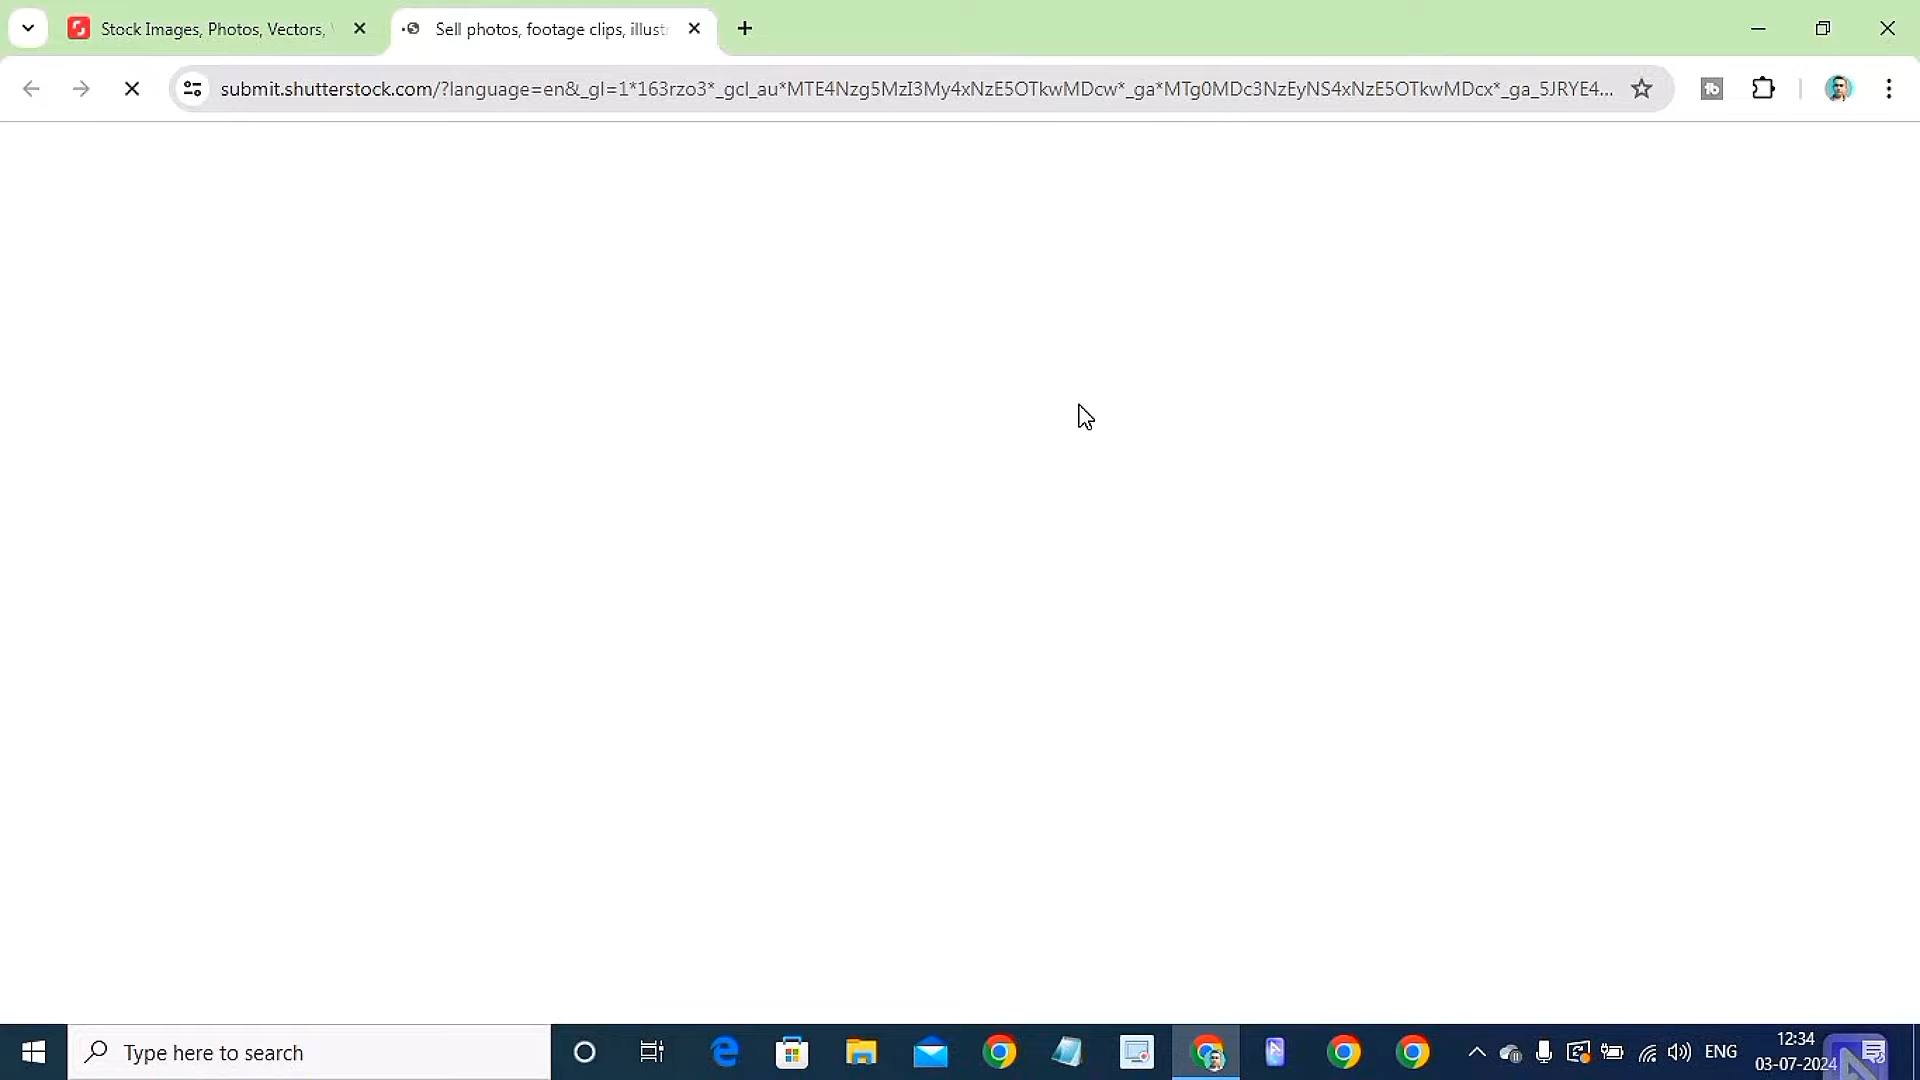 Stock Images, Photos, Vectors,
Sell photos, footage clips, illust
submit.shutterstock.com/?language=en&_gl=1*163rzo3*_gcl_au*MTE4Nzg5MzI3My4xNzE5OTkwMDcw*_ga*MTg0MDc3NzEyNS4xNzE5OTkwMDcx*_ga_5JRYE4...
Type here to search
ENG
12:34
03-07-2024